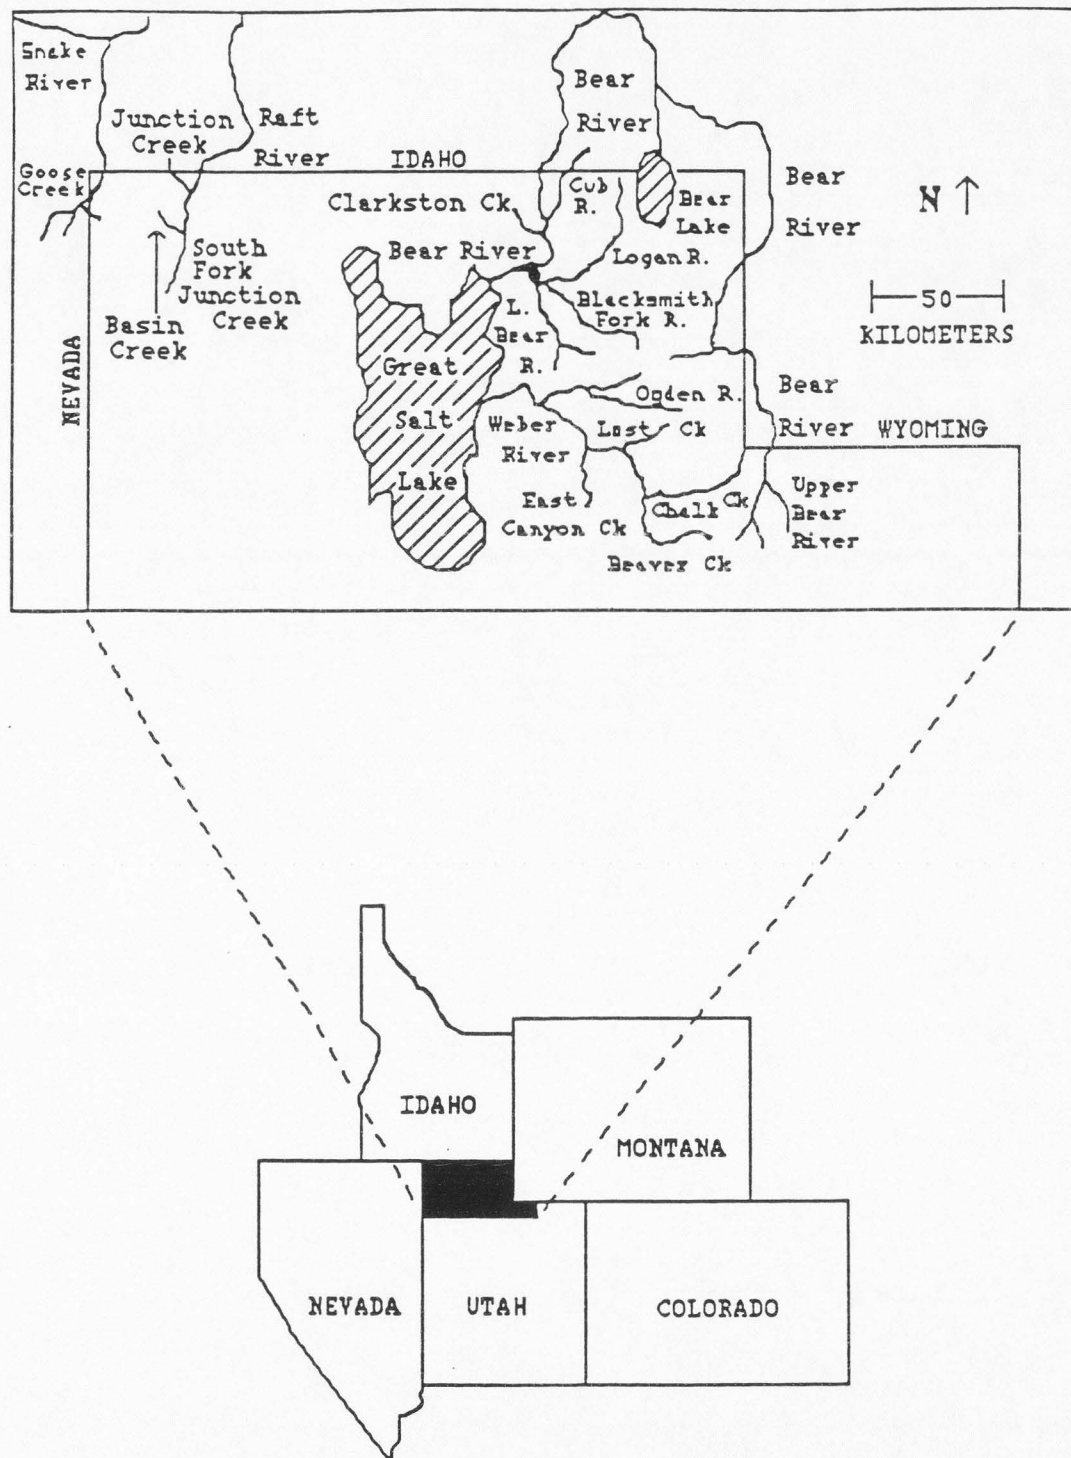 Snake
River
Junction
Creek
Raft
River
IDAHO
Goose
Creek
Bear
River
Cub
R.
Bear
Lake
Bear
River
N
Clarkston Ck.
Bear River
Logan R.
South
Fork
Junction
Creek
Basin
Creek
L.
Bear
R.
Blacksmith
Fork R.
50
KILOMETERS
NEVADA
Great
Salt
Lake
Ogden R.
Bear
River
WYOMING
Weber
River
Lost Ck
East
Canyon Ck
Chalk Ck
Beaver Ck
Upper
Bear
River
IDAHO
MONTANA
NEVADA
UTAH
COLORADO